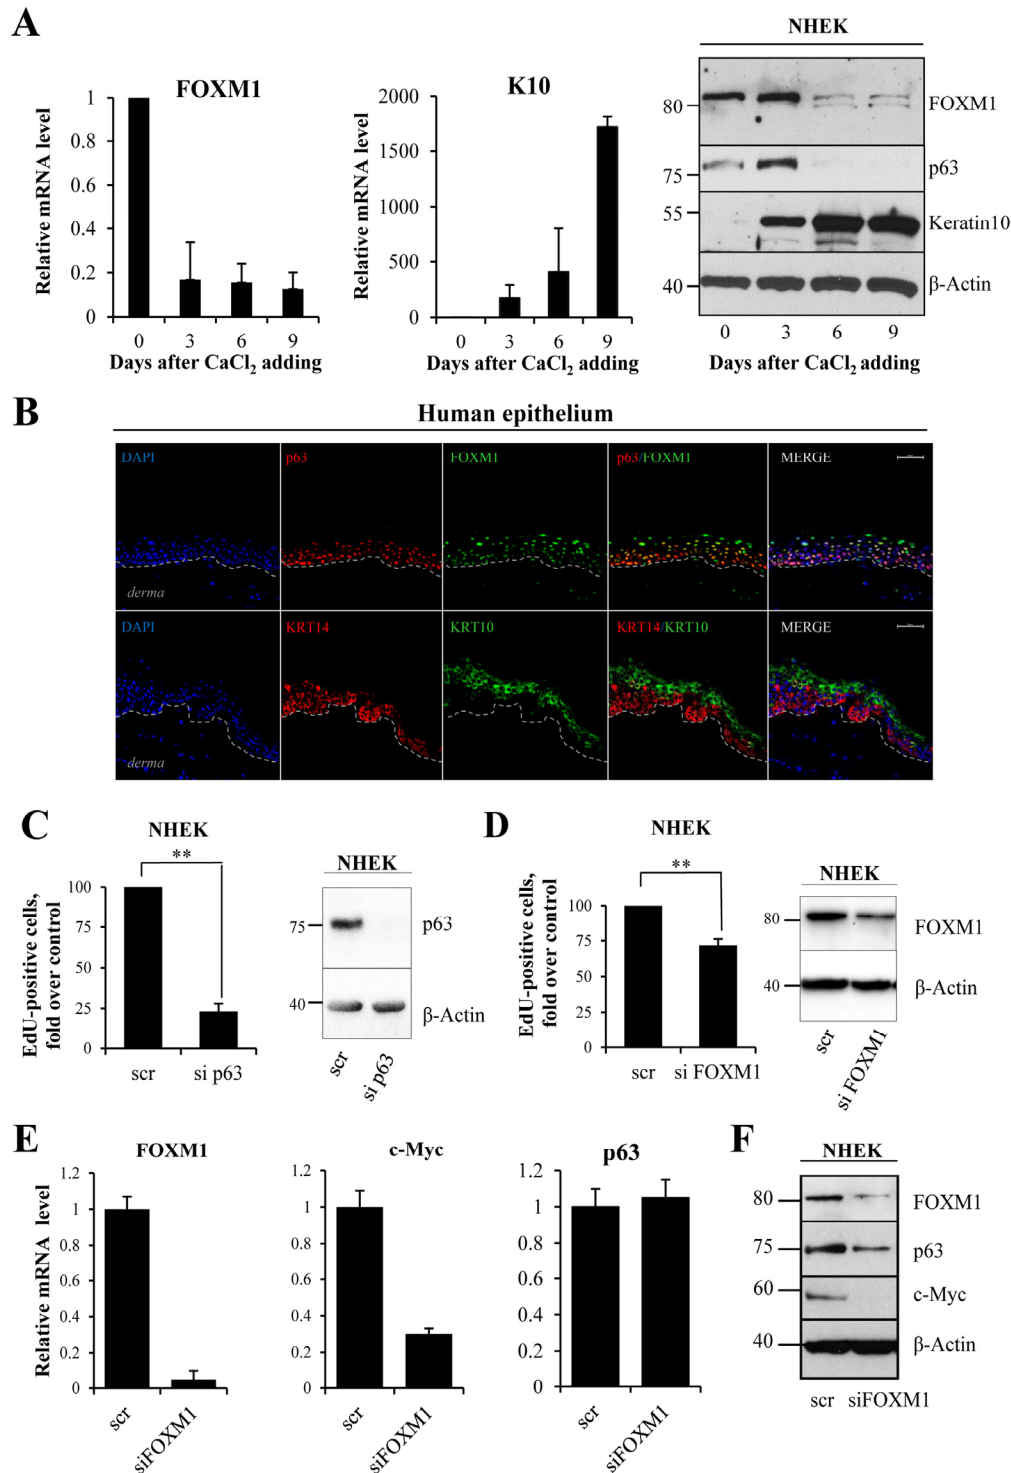 A
FOXM1
Relative mRNA level
1
0.8
0.6
0.4
0.2
0
0 3 6 9
Days after CaCl₂ adding
K10
Relative mRNA level
2000
1500
1000
500
0
0 3 6 9
Days after CaCl₂ adding
NHEK
80 FOXM1
75 p63
55 Keratin10
40 β-Actin
0 3 6 9
Days after CaCl₂ adding
B
Human epithelium
DAPI p63 FOXM1 p63/FOXM1 MERGE
derma
DAPI KRT14 KRT10 KRT14/KRT10 MERGE
derma
C
NHEK
**
EdU-positive cells,
fold over control
100
75
50
25
0
scr si p63
NHEK
75 p63
40 β-Actin
scr si p63
D
NHEK
**
EdU-positive cells,
fold over control
100
75
50
25
0
scr si FOXM1
NHEK
80 FOXM1
40 β-Actin
scr si FOXM1
E
FOXM1
Relative mRNA level
1.2
1
0.8
0.6
0.4
0.2
0
scr siFOXM1
c-Myc
1.2
1
0.8
0.6
0.4
0.2
0
scr siFOXM1
p63
1.2
1
0.8
0.6
0.4
0.2
0
scr siFOXM1
F
NHEK
80 FOXM1
75 p63
60 c-Myc
40 β-Actin
scr siFOXM1